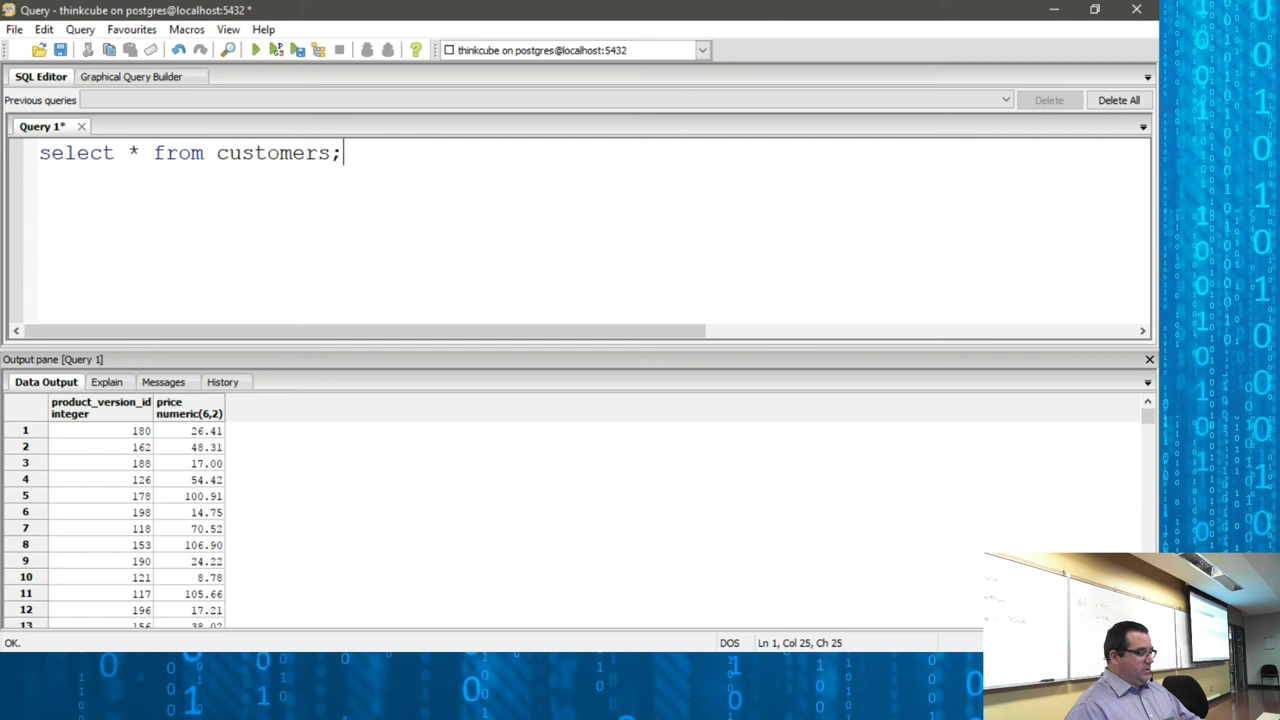 Query - thinkcube on postgres@localhost:5432 *
File Edit Query Favourites Macros View Help
thinkcube on postgres@localhost:5432
SQL Editor Graphical Query Builder
Previous queries Delete Delete All
Query 1*
select * from customers;
Output pane [Query 1]
Data Output Explain Messages History
product_version_id price
integer numeric(6,2)
1 180 26.41
2 162 48.31
3 188 17.00
4 126 54.42
5 178 100.91
6 198 14.75
7 118 70.52
8 153 106.90
9 190 24.22
10 121 8.78
11 117 105.66
12 196 17.21
13 156 38.02
OK. DOS Ln 1, Col 25, Ch 25